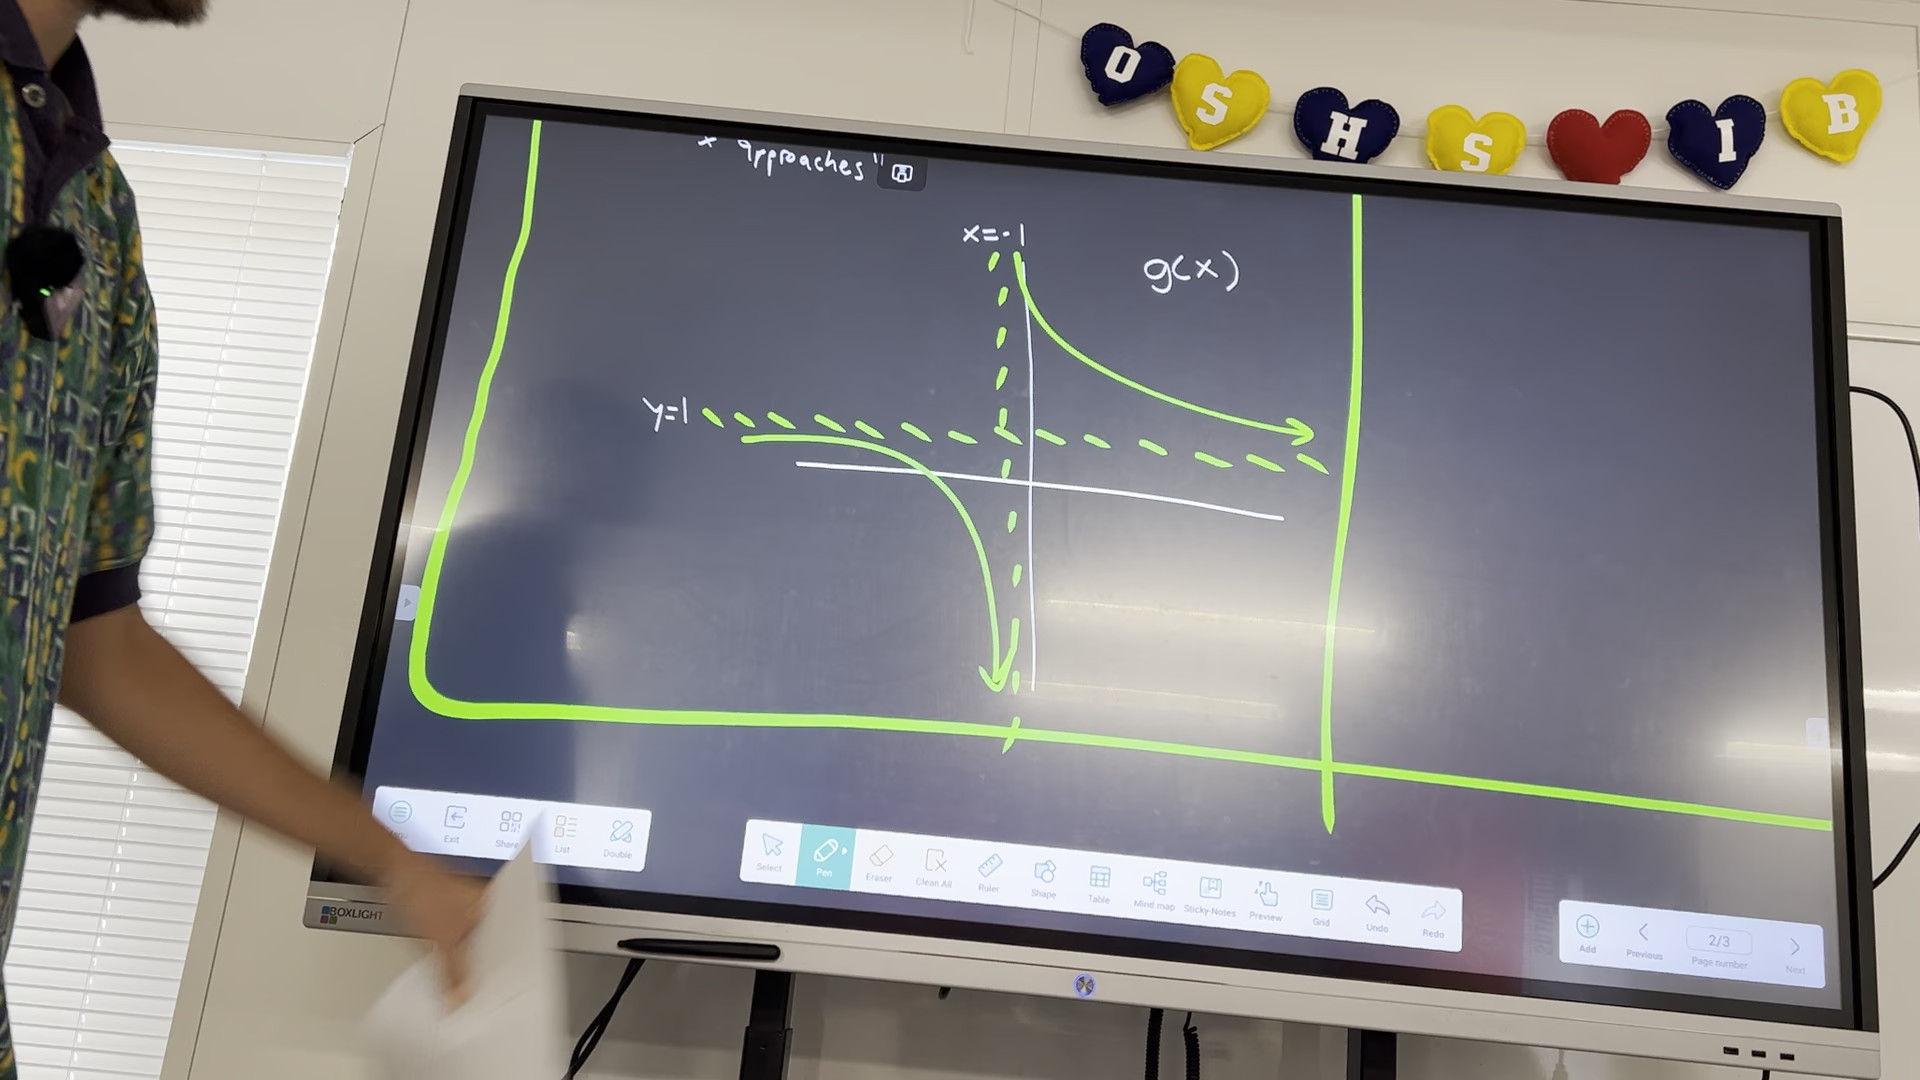 O S H S I B
x approaches"
x=-1
g(x)
y=1
Menu Exit Share List Double
Select Pen Eraser Clean All Ruler Shape Table Mind map Sticky-Notes Preview Grid Undo Redo
Add Previous 2/3 Page number Next
BOXLIGHT